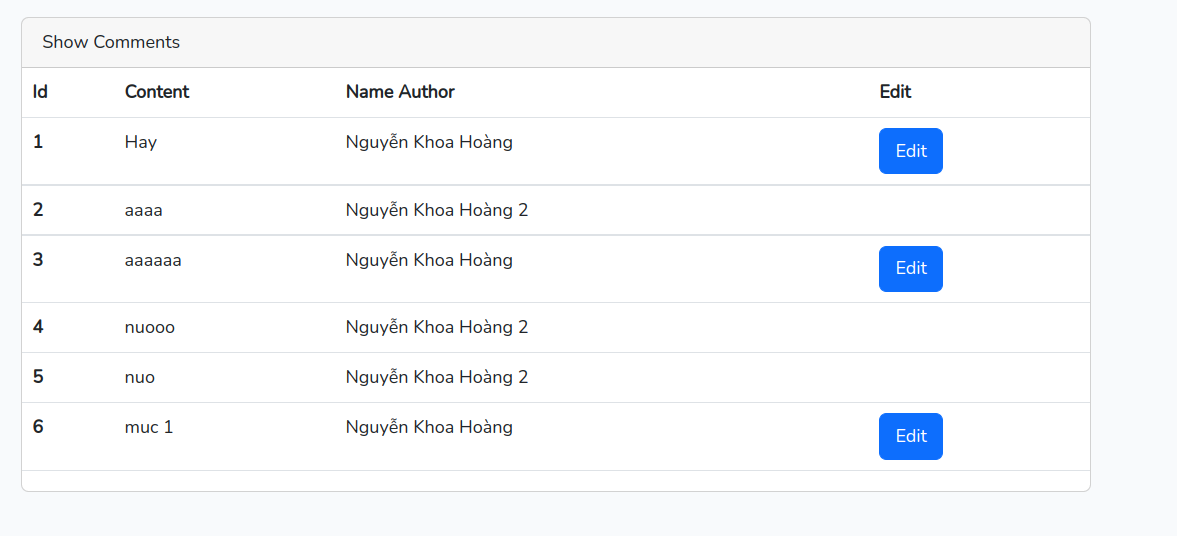 Show Comments
Id Content Name Author Edit
1 Hay Nguyễn Khoa Hoàng Edit
2 aaaa Nguyễn Khoa Hoàng 2
3 aaaaaa Nguyễn Khoa Hoàng Edit
4 nuooo Nguyễn Khoa Hoàng 2
5 nuo Nguyễn Khoa Hoàng 2
6 muc 1 Nguyễn Khoa Hoàng Edit